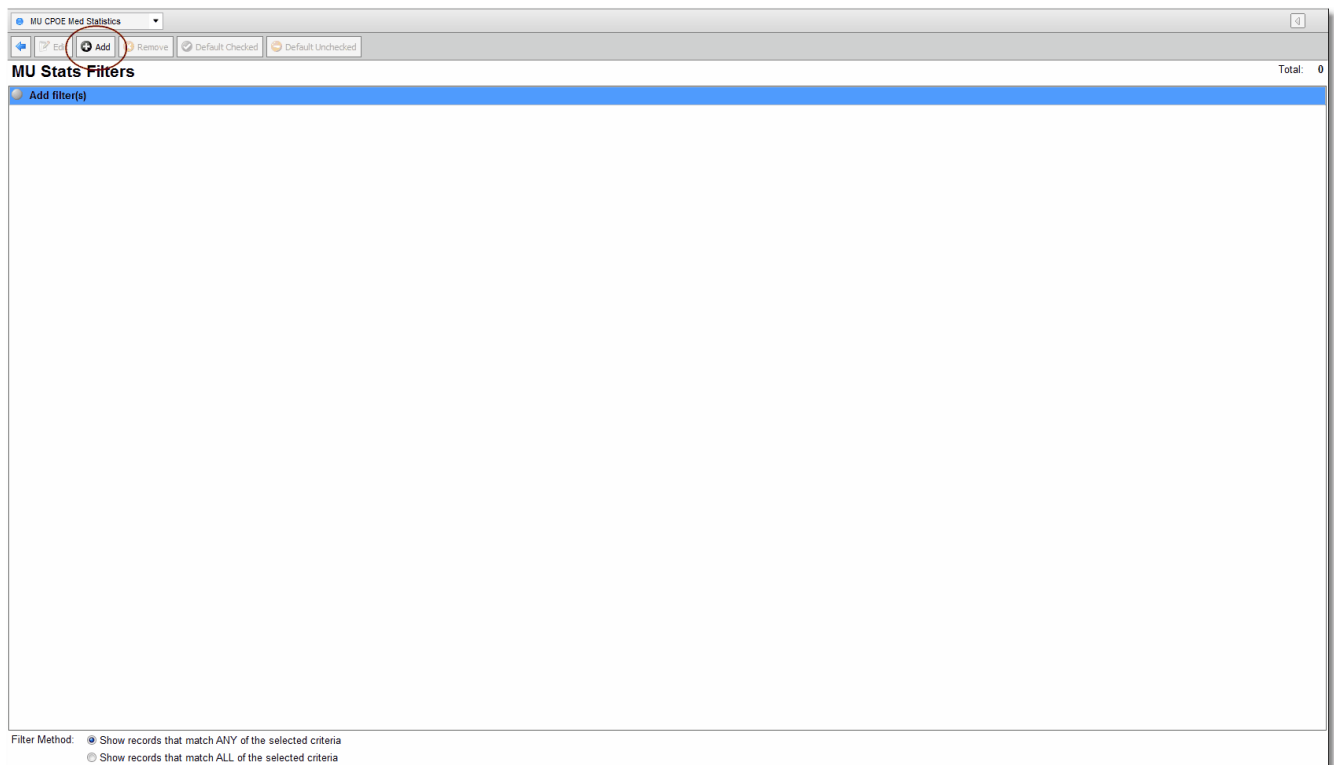 MU CPOE Med Statistics
Edit Add Remove Default Checked Default Unchecked
MU Stats Filters Total: 0
Add filter(s)
Filter Method: Show records that match ANY of the selected criteria
Show records that match ALL of the selected criteria